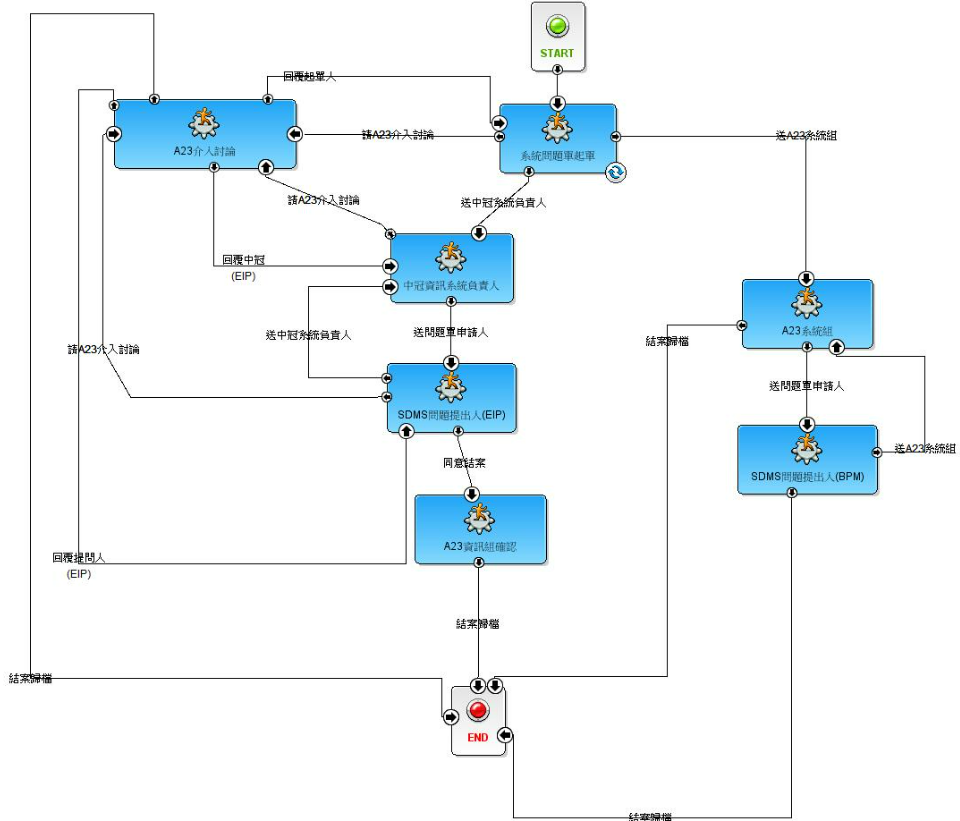 START
回覆起單人
A23介入討論
請A23介入討論
系統問題單起單
送A23系統組
請A23介入討論
送中冠系統負責人
回覆中冠
(EIP)
中冠資訊系統負責人
A23系統組
送中冠系統負責人
送問題單申請人
結案歸檔
請A23介入討論
送問題單申請人
SDMS問題提出人(EIP)
送A23系統組
同意結案
SDMS問題提出人(BPM)
A23資訊組確認
回覆提問人
(EIP)
結案歸檔
結案歸檔
END
結案歸檔